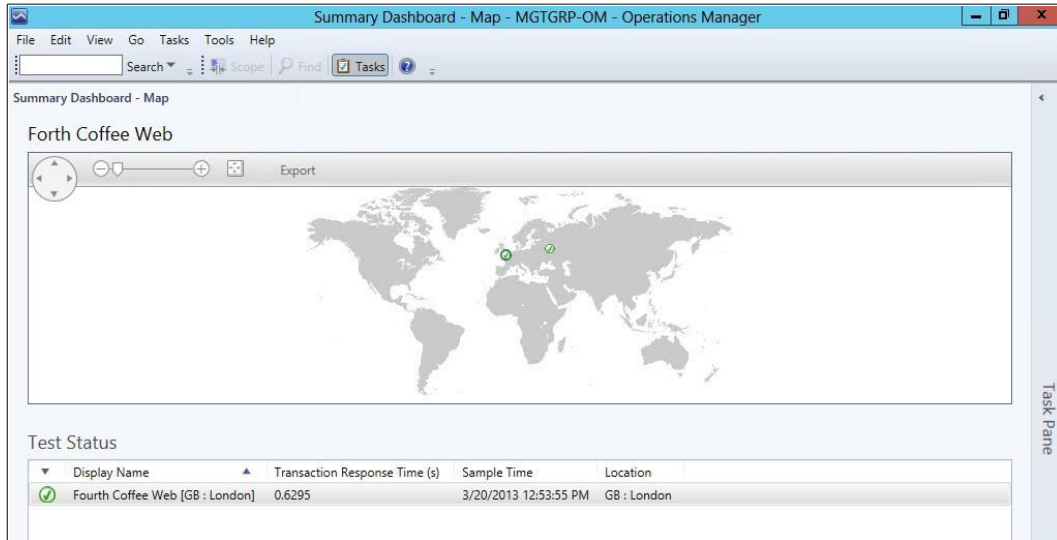 Summary Dashboard - Map - MGTGRP-OM - Operations Manager
File Edit View Go Tasks Tools Help
Search Scope Find Tasks
Summary Dashboard - Map
Forth Coffee Web
Export
Test Status
Display Name Transaction Response Time (s) Sample Time Location
Fourth Coffee Web [GB : London] 0.6295 3/20/2013 12:53:55 PM GB : London
Task Pane